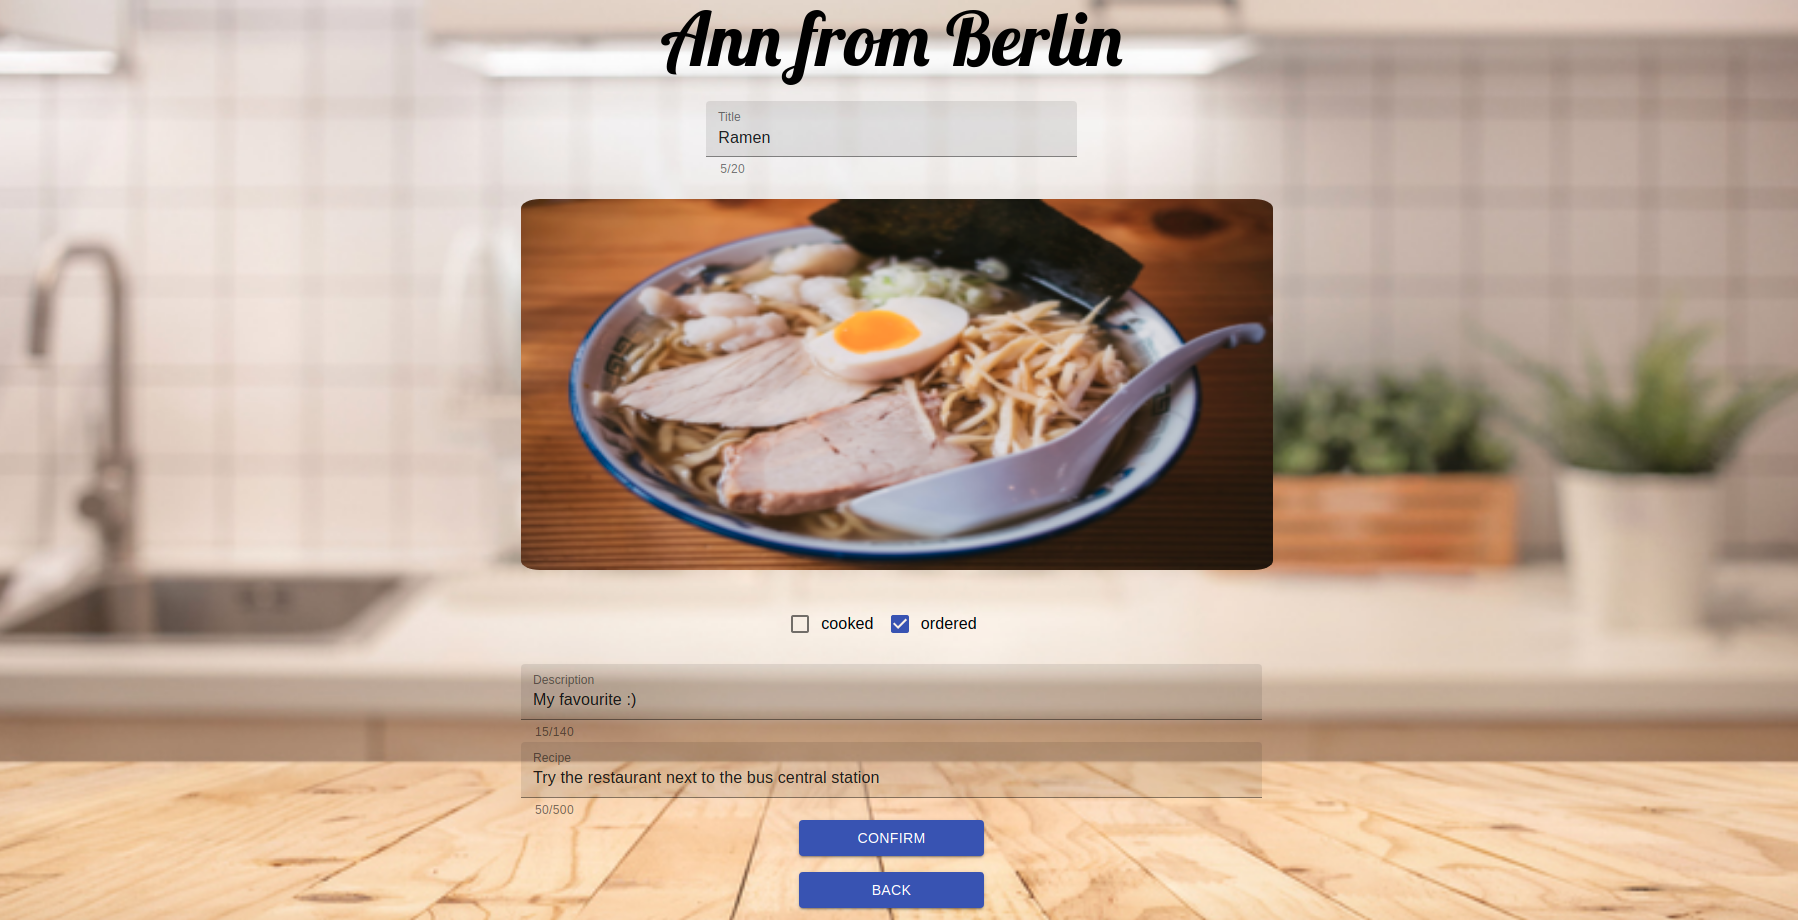 Ann from Berlin
Title
Ramen
5/20
cooked ordered
Description
My favourite :)
15/140
Recipe
Try the restaurant next to the bus central station
50/500
CONFIRM
BACK